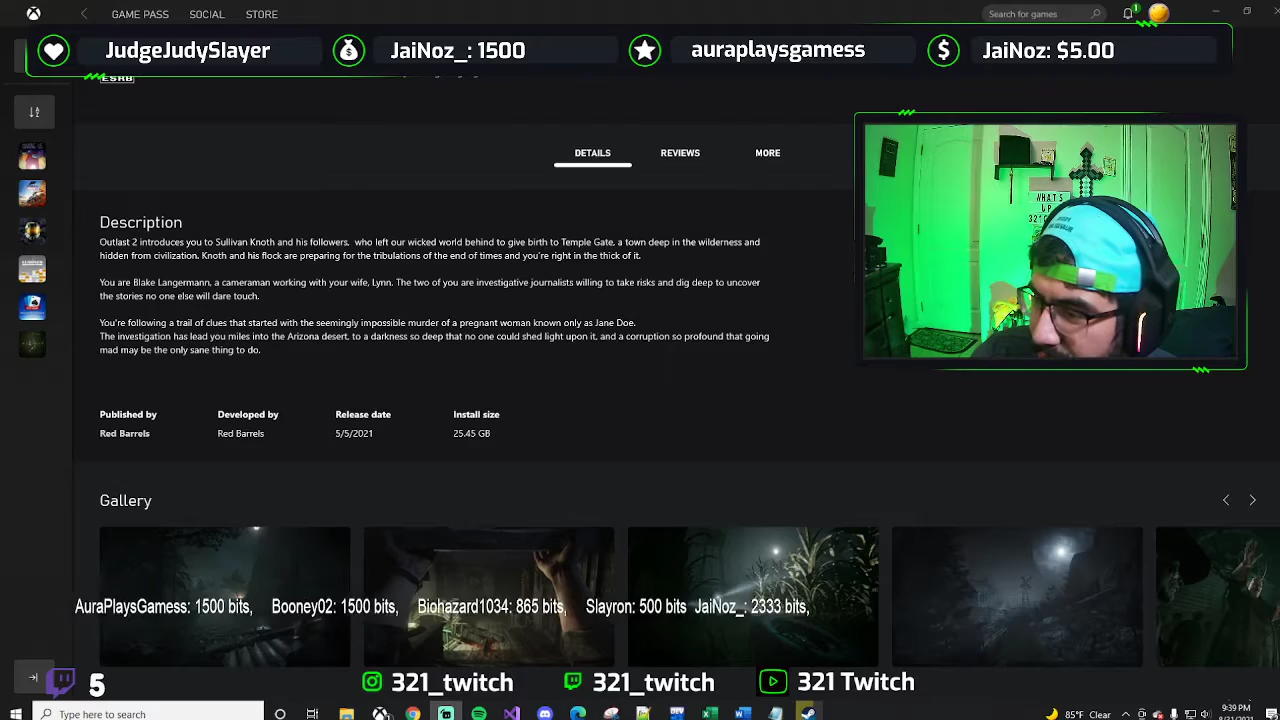 GAME PASS SOCIAL STORE Search for games 1
JudgeJudySlayer JaiNoz_: 1500 auraplaysgamess JaiNoz: $5.00
ESRB
DETAILS REVIEWS MORE
WHATS
UP
321
Description
Outlast 2 introduces you to Sullivan Knoth and his followers, who left our wicked world behind to give birth to Temple Gate, a town deep in the wilderness and
hidden from civilization. Knoth and his flock are preparing for the tribulations of the end of times and you're right in the thick of it.
You are Blake Langermann, a cameraman working with your wife, Lynn. The two of you are investigative journalists willing to take risks and dig deep to uncover
the stories no one else will dare touch.
You're following a trail of clues that started with the seemingly impossible murder of a pregnant woman known only as Jane Doe.
The investigation has lead you miles into the Arizona desert, to a darkness so deep that no one could shed light upon it, and a corruption so profound that going
mad may be the only sane thing to do.
Published by Developed by Release date Install size
Red Barrels Red Barrels 5/5/2021 25.45 GB
Gallery
AuraPlaysGamess: 1500 bits, Booney02: 1500 bits, Biohazard1034: 865 bits, Slayron: 500 bits JaiNoz_: 2333 bits,
5 321_twitch 321_twitch 321 Twitch
Type here to search 85°F Clear 9:39 PM
8/31/2021